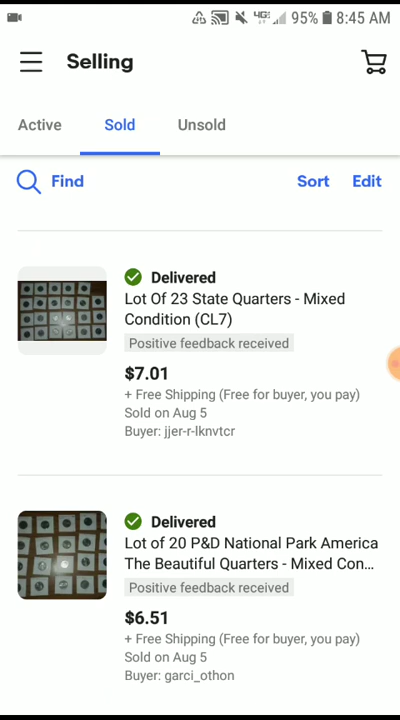 4G 95% 8:45 AM
Selling
Active Sold Unsold
Find Sort Edit
Delivered
Lot Of 23 State Quarters - Mixed
Condition (CL7)
Positive feedback received
$7.01
+ Free Shipping (Free for buyer, you pay)
Sold on Aug 5
Buyer: jjer-r-lknvtcr
Delivered
Lot of 20 P&D National Park America
The Beautiful Quarters - Mixed Con...
Positive feedback received
$6.51
+ Free Shipping (Free for buyer, you pay)
Sold on Aug 5
Buyer: garci_othon